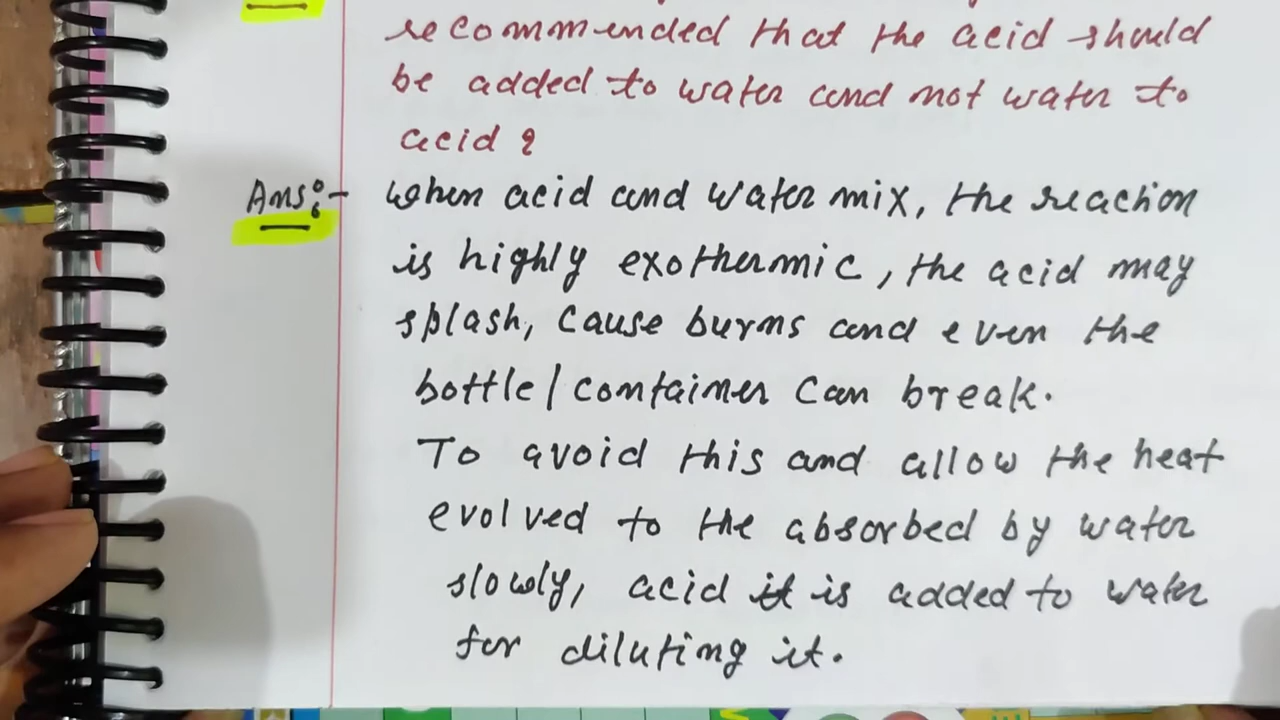 recommended that the acid should
be added to water and not water to
acid ?
Ans:- When acid and water mix, the reaction
is highly exothermic, the acid may
splash, cause burns and even the
bottle/container can break.
To avoid this and allow the heat
evolved to the absorbed by water
slowly, acid it is added to water
for diluting it.